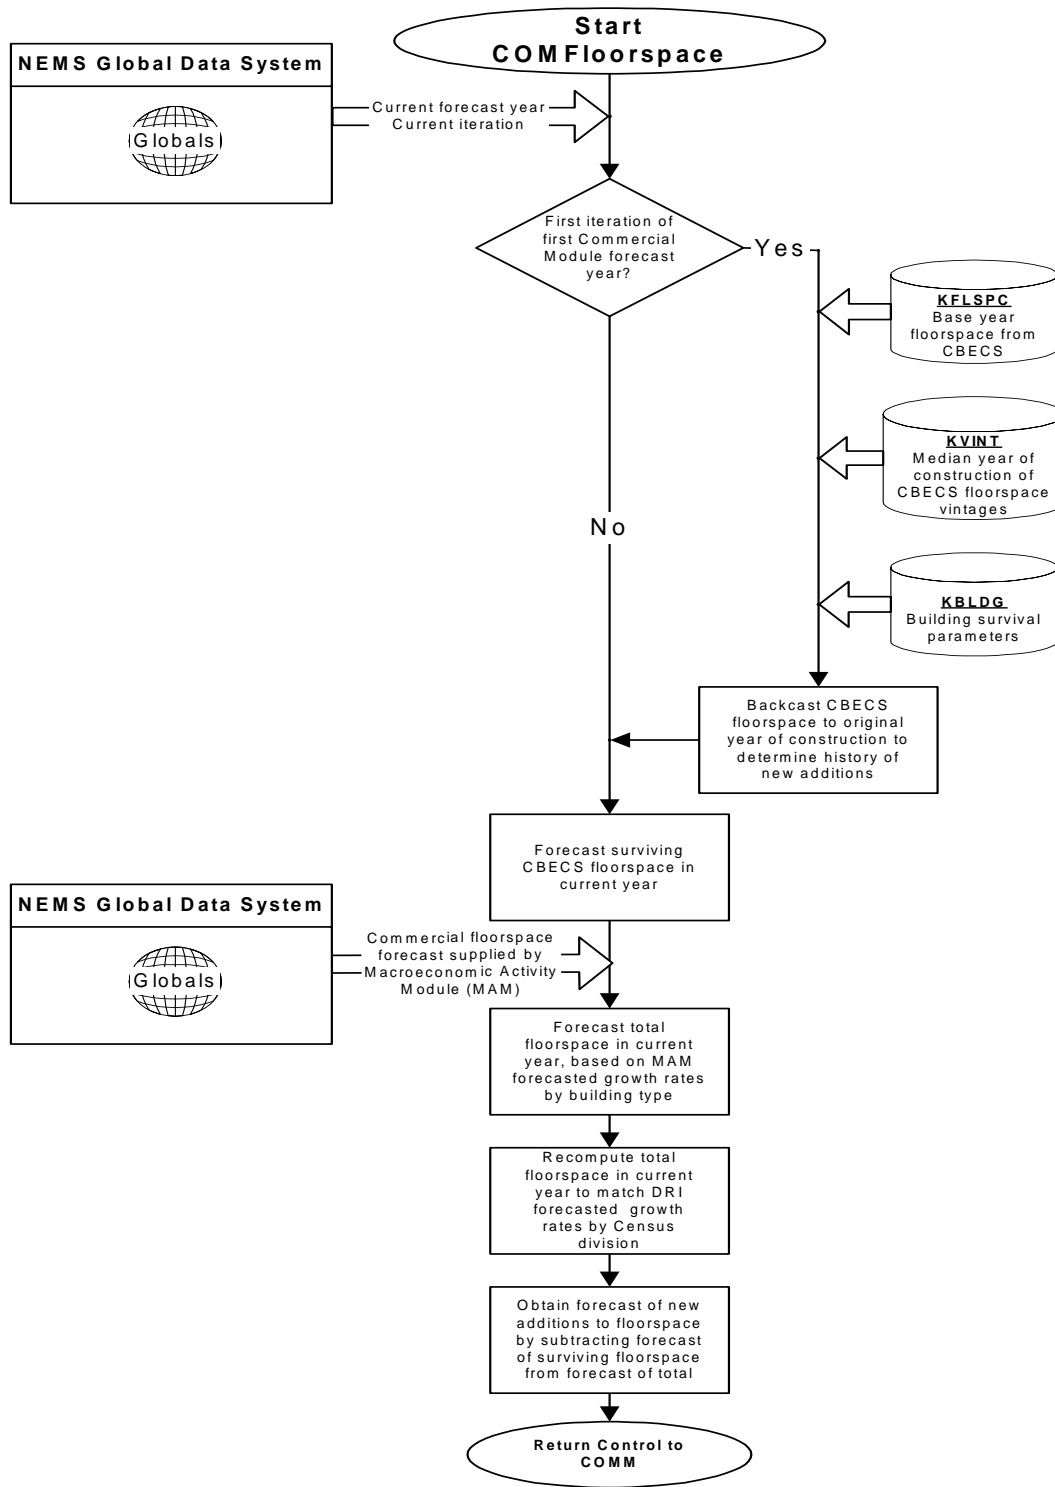 Start
COMFloorspace
NEMS Global Data System
Globals
Current forecast year
Current iteration
First iteration of
first Commercial
Module forecast
year?
Yes
KFLSPC
Base year
floorspace from
CBECS
KVINT
Median year of
construction of
CBECS floorspace
vintages
No
KBLDG
Building survival
parameters
Backcast CBECS
floorspace to original
year of construction to
determine history of
new additions
Forecast surviving
CBECS floorspace in
current year
NEMS Global Data System
Globals
Commercial floorspace
forecast supplied by
Macroeconomic Activity
Module (MAM)
Forecast total
floorspace in current
year, based on MAM
forecasted growth rates
by building type
Recompute total
floorspace in current
year to match DRI
forecasted growth
rates by Census
division
Obtain forecast of new
additions to floorspace
by subtracting forecast
of surviving floorspace
from forecast of total
Return Control to
COMM